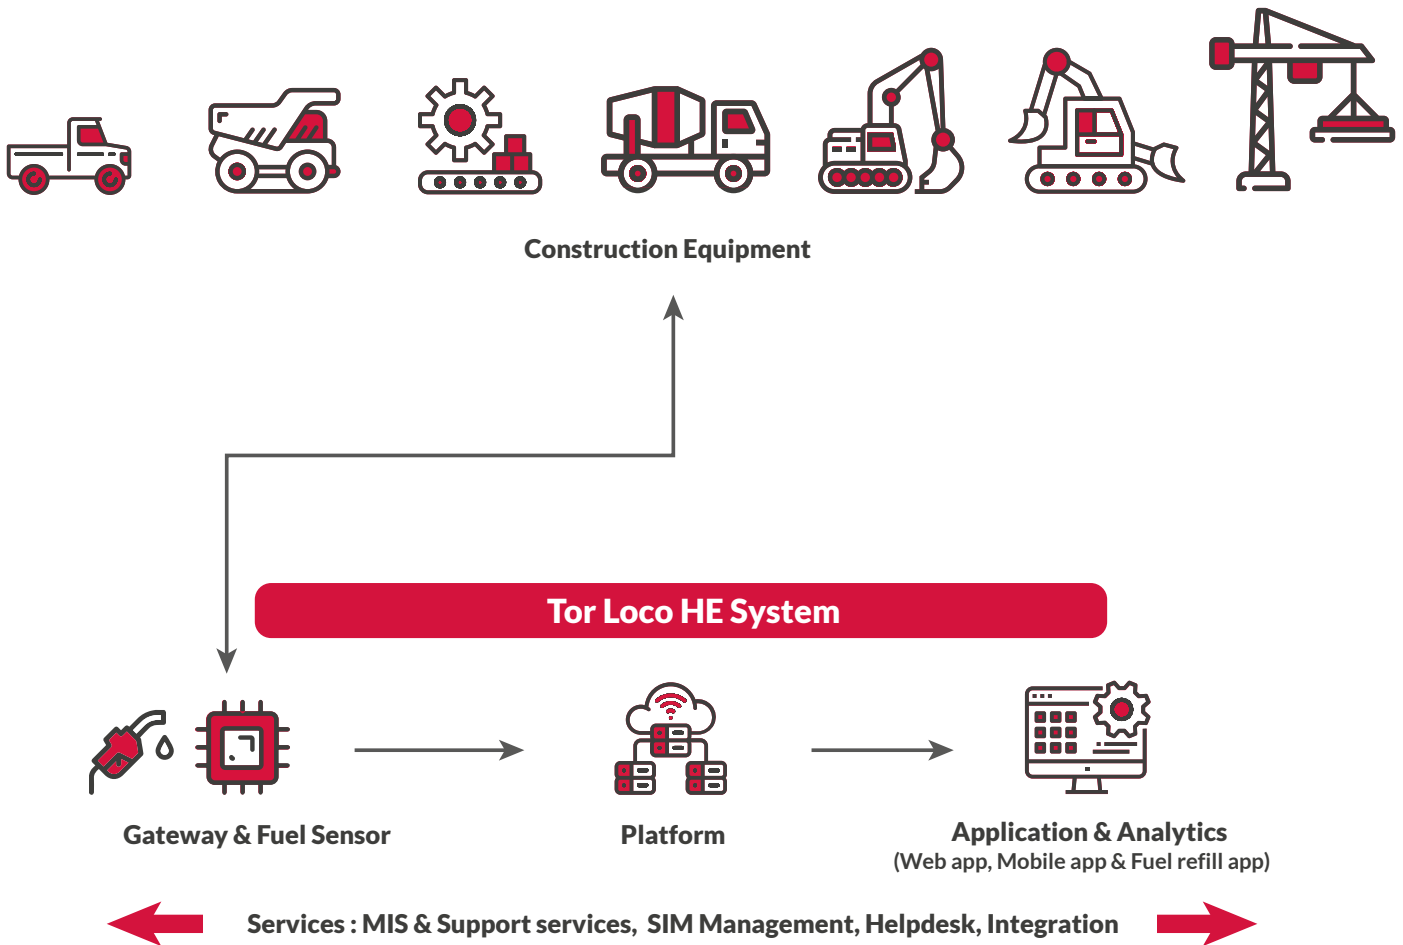 Construction Equipment
Tor Loco HE System
Gateway & Fuel Sensor
Platform
Application & Analytics
(Web app, Mobile app & Fuel refill app)
Services : MIS & Support services, SIM Management, Helpdesk, Integration